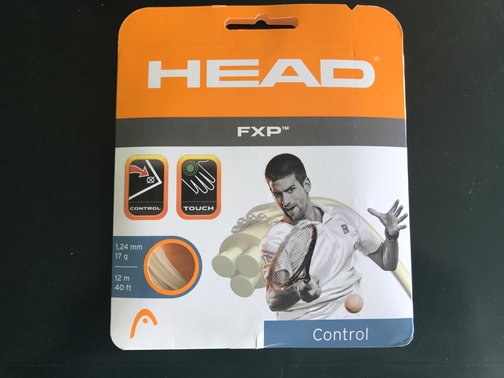 HEAD®
FXP™
CONTROL
TOUCH
1,24 mm
17 g
12 m
40 ft
Control